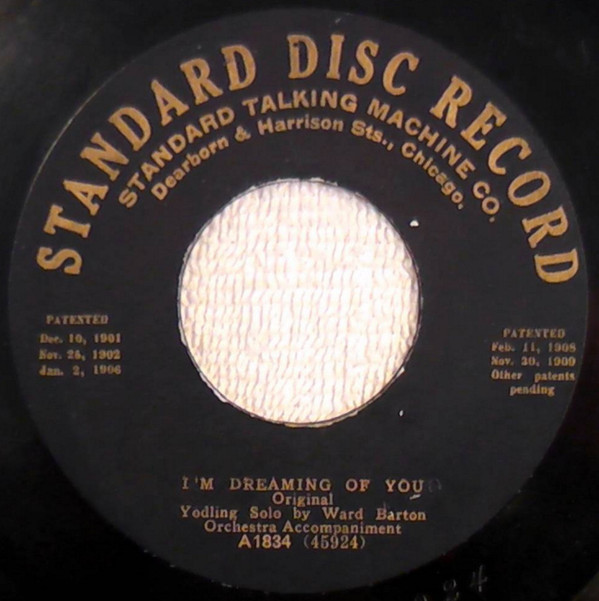 STANDARD DISC RECORD
STANDARD TALKING MACHINE CO.
Dearborn & Harrison Sts., Chicago.
PATENTED
Dec. 10, 1901
Nov. 25, 1902
Jan. 2, 1906
PATENTED
Feb. 11, 1908
Nov. 30, 1909
Other patents
pending
I'M DREAMING OF YOU
Original
Yodling Solo by Ward Barton
Orchestra Accompaniment
A1834 (45924)
24